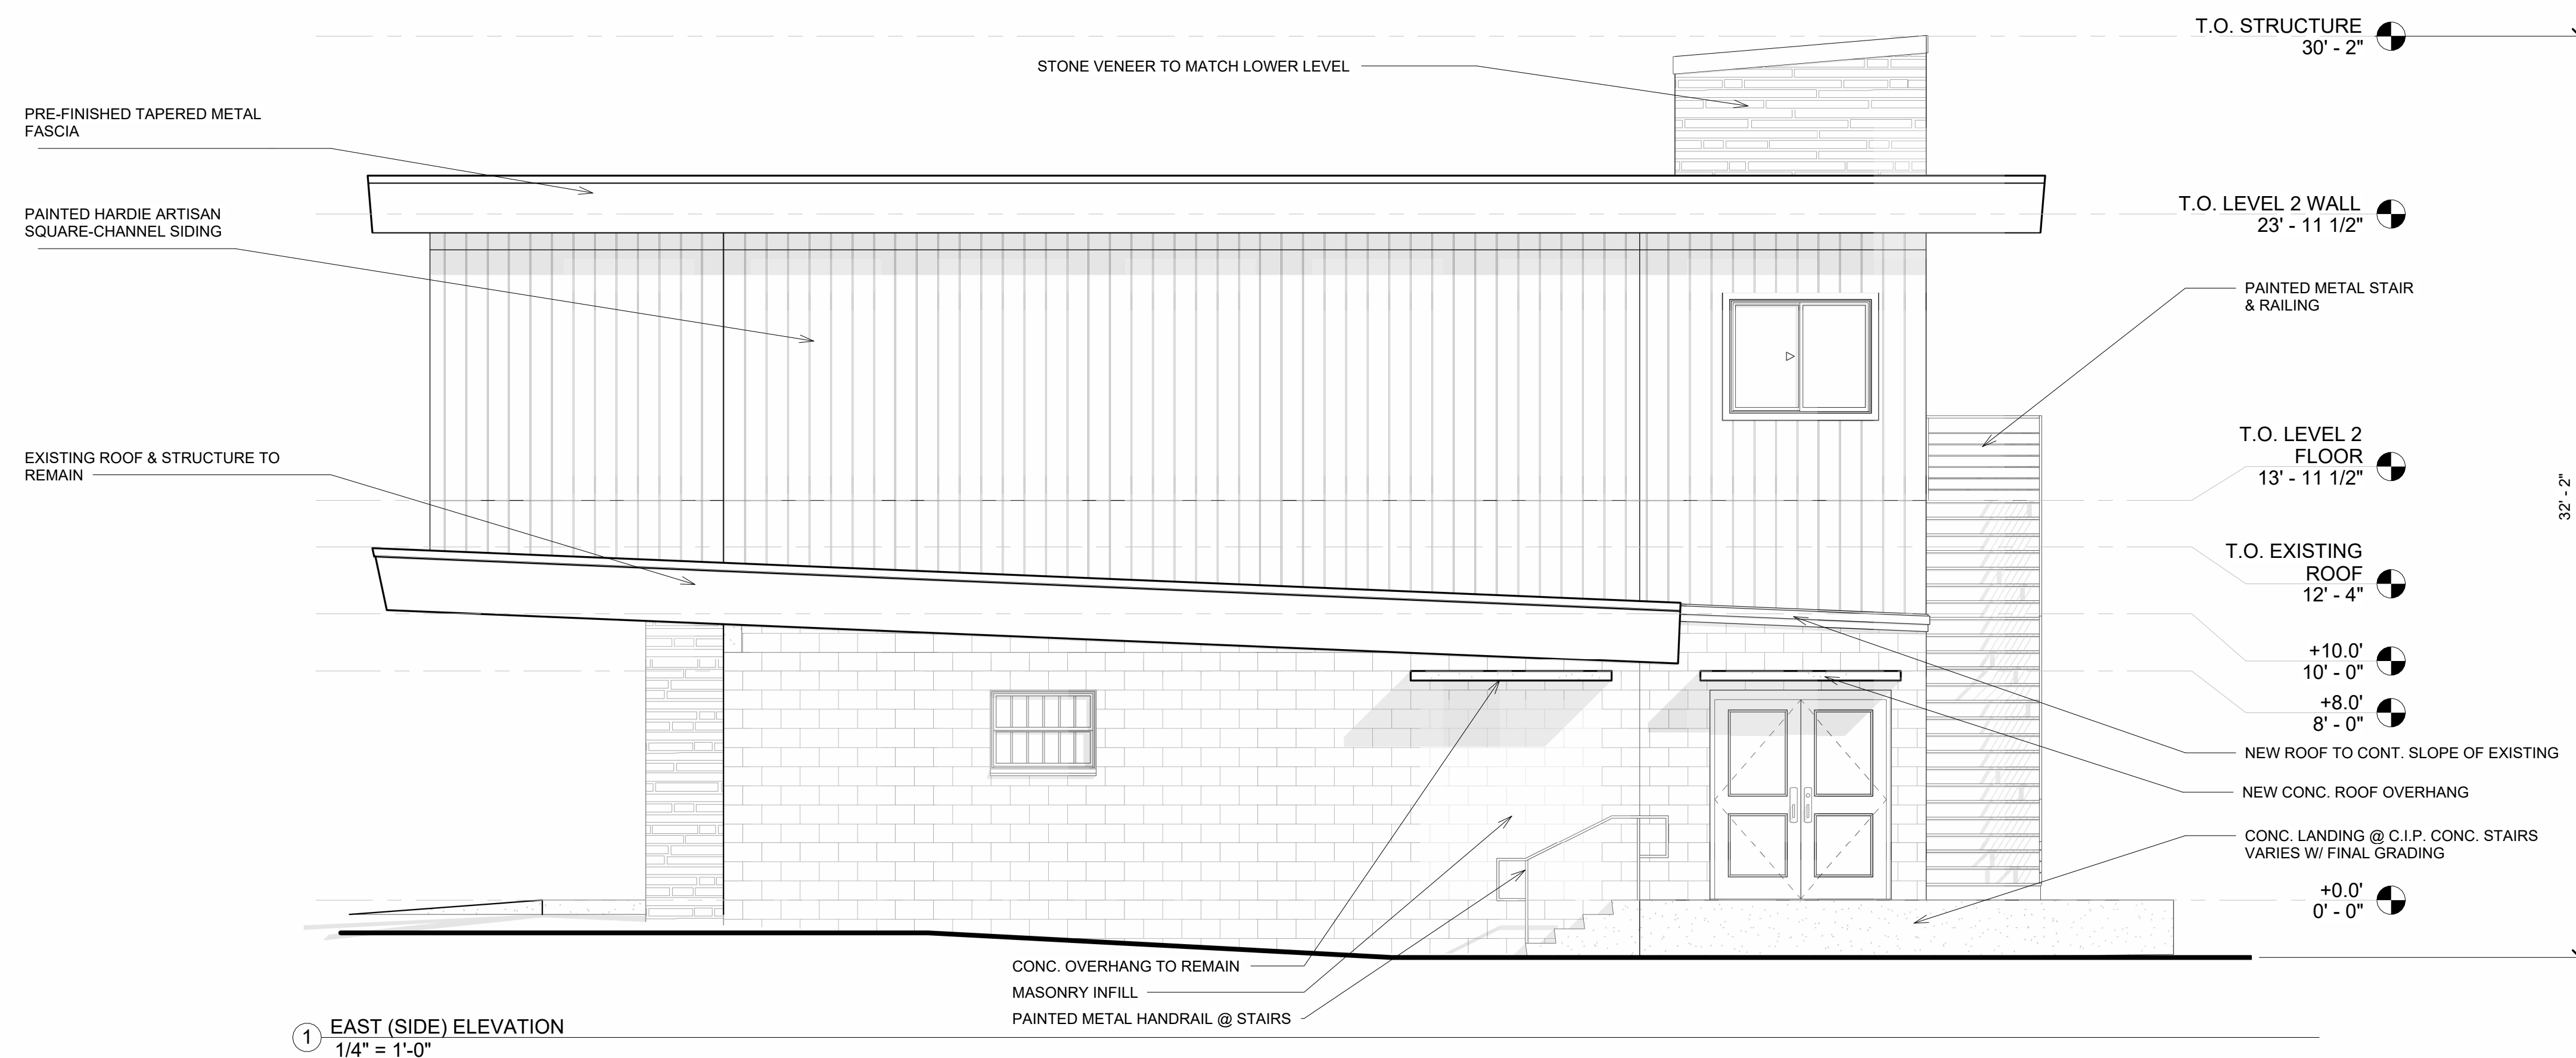 T.O. STRUCTURE
30' - 2"
STONE VENEER TO MATCH LOWER LEVEL
PRE-FINISHED TAPERED METAL
FASCIA
T.O. LEVEL 2 WALL
23' - 11 1/2"
PAINTED HARDIE ARTISAN
SQUARE-CHANNEL SIDING
PAINTED METAL STAIR
& RAILING
T.O. LEVEL 2
FLOOR
13' - 11 1/2"
EXISTING ROOF & STRUCTURE TO
REMAIN
32' - 2"
T.O. EXISTING
ROOF
12' - 4"
+10.0'
10' - 0"
+8.0'
8' - 0"
NEW ROOF TO CONT. SLOPE OF EXISTING
NEW CONC. ROOF OVERHANG
CONC. LANDING @ C.I.P. CONC. STAIRS
VARIES W/ FINAL GRADING
+0.0'
0' - 0"
CONC. OVERHANG TO REMAIN
MASONRY INFILL
PAINTED METAL HANDRAIL @ STAIRS
1
EAST (SIDE) ELEVATION
1/4" = 1'-0"